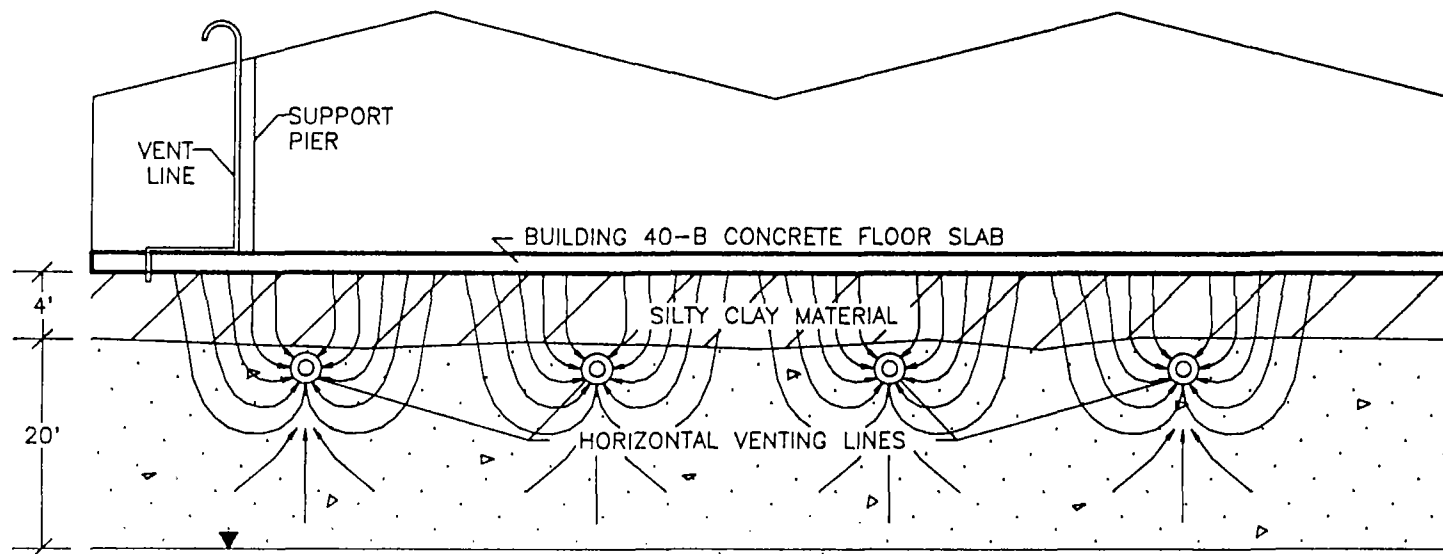 SUPPORT
PIER
VENT
LINE
BUILDING 40-B CONCRETE FLOOR SLAB
4'
SILTY CLAY MATERIAL
20'
HORIZONTAL VENTING LINES